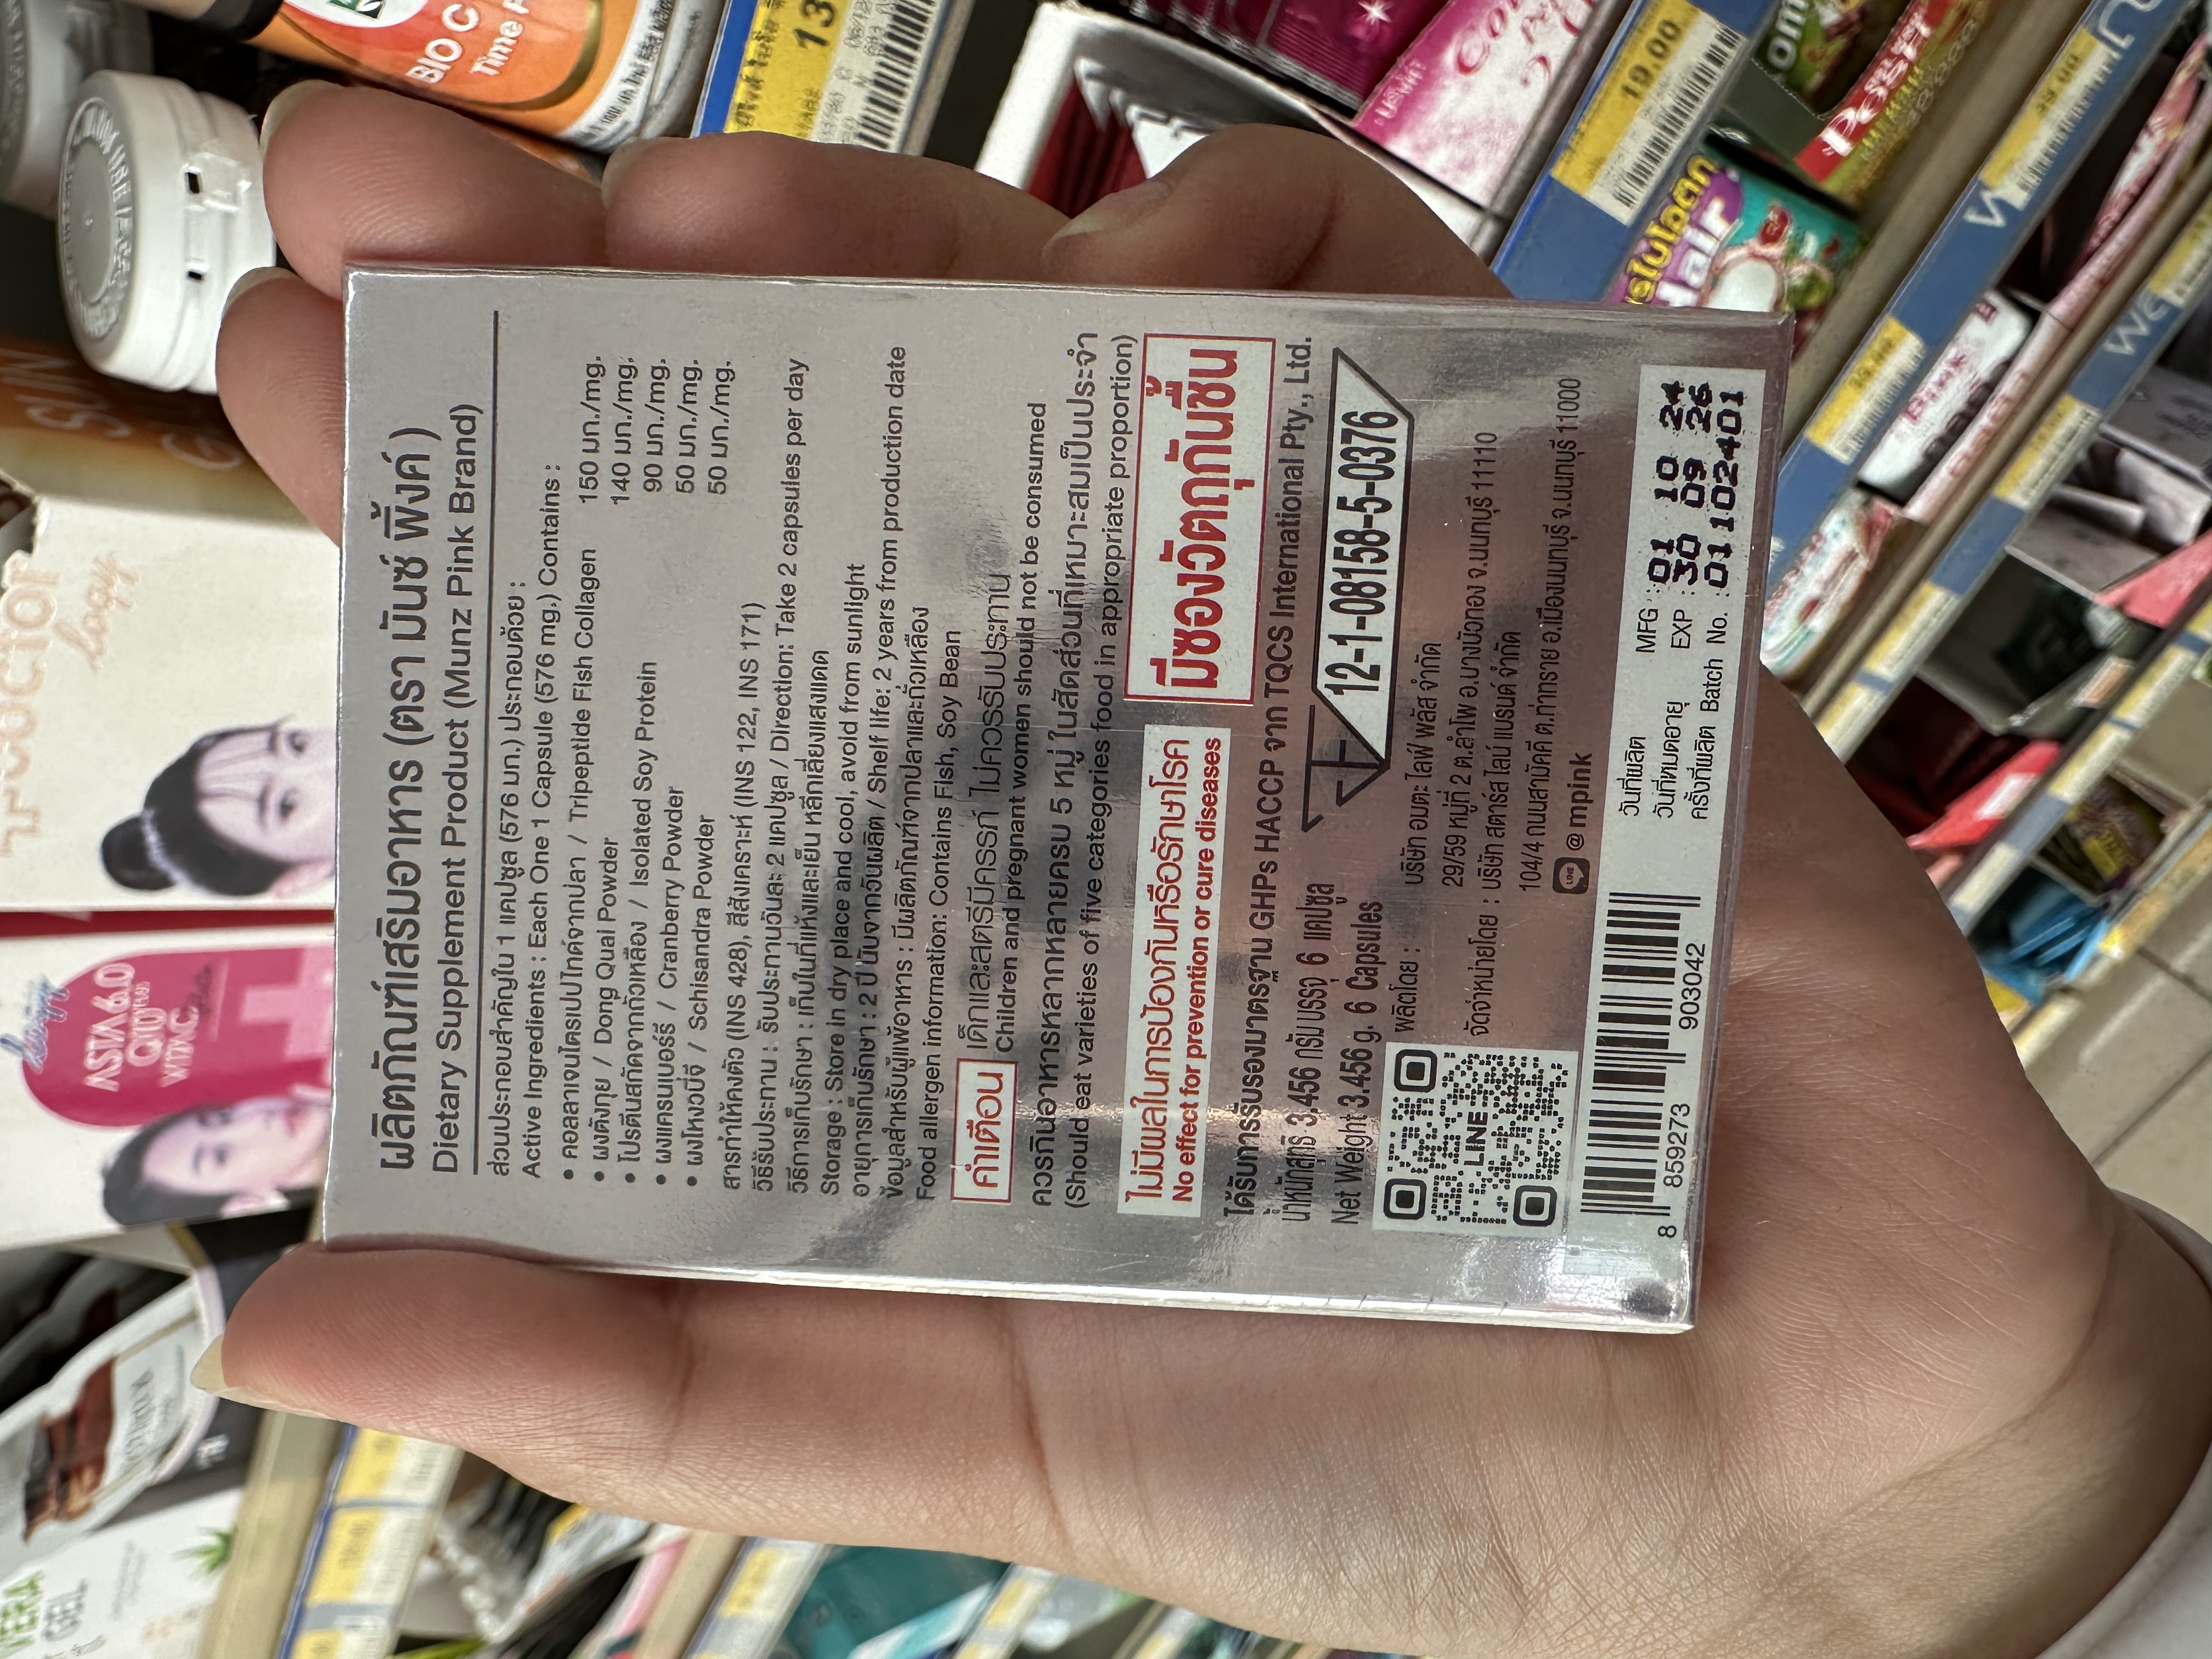 VERA
GEL
ASTA 6.0
Q10 PLUS
VIT.C
doctor
logy
SUN
BIO C
ผลิตภัณฑ์เสริมอาหาร (ตรา มันซ์ พิ้งค์ )
Dietary Supplement Product (Munz Pink Brand)
ส่วนประกอบสำคัญใน 1 แคปซูล (576 มก.) ประกอบด้วย :
Active Ingredients : Each One 1 Capsule (576 mg.) Contains :
• คอลลาเจนไตรเปปไทด์จากปลา / Tripeptide Fish Collagen 150 มก./mg.
• ผงตังกุย / Dong Quai Powder 140 มก./mg.
• โปรตีนสกัดจากถั่วเหลือง / Isolated Soy Protein 90 มก./mg.
• ผงแครนเบอร์รี่ / Cranberry Powder 50 มก./mg.
• ผงโหงวบี่จี / Schisandra Powder 50 มก./mg.
สารทำให้คงตัว (INS 428), สีสังเคราะห์ (INS 122, INS 171)
วิธีรับประทาน : รับประทานวันละ 2 แคปซูล / Direction: Take 2 capsules per day
วิธีการเก็บรักษา : เก็บในที่แห้งและเย็น หลีกเลี่ยงแสงแดด
Storage : Store in dry place and cool, avoid from sunlight
อายุการเก็บรักษา : 2 ปี นับจากวันผลิต / Shelf life: 2 years from production date
ข้อมูลสำหรับผู้แพ้อาหาร : มีผลิตภัณฑ์จากปลาและถั่วเหลือง
Food allergen information: Contains Fish, Soy Bean
คำเตือน เด็กและสตรีมีครรภ์ ไม่ควรรับประทาน
Children and pregnant women should not be consumed
ควรกินอาหารหลากหลายครบ 5 หมู่ ในสัดส่วนที่เหมาะสมเป็นประจำ
(Should eat varieties of five categories food in appropriate proportion)
ไม่มีผลในการป้องกันหรือรักษาโรค
No effect for prevention or cure diseases
มีซองวัตถุกันชื้น
ได้รับการรับรองมาตรฐาน GHPs HACCP จาก TQCS International Pty., Ltd.
น้ำหนักสุทธิ 3.456 กรัม บรรจุ 6 แคปซูล
Net Weight 3.456 g. 6 Capsules
12-1-08158-5-0376
LINE
ผลิตโดย : บริษัท อมตะ ไลฟ์ พลัส จำกัด
29/59 หมู่ที่ 2 ต.ลำโพ อ.บางบัวทอง จ.นนทบุรี 11110
จัดจำหน่ายโดย : บริษัท สตาร์ส ไลน์ แบรนด์ จำกัด
104/4 ถนนสามัคคี ต.ท่าทราย อ.เมืองนนทบุรี จ.นนทบุรี 11000
LINE @mpink
8 859273 903042
วันที่ผลิต MFG : 01 10 24
วันที่หมดอายุ EXP : 30 09 26
ครั้งที่ผลิต Batch No. : 01102401
19.00
Hair